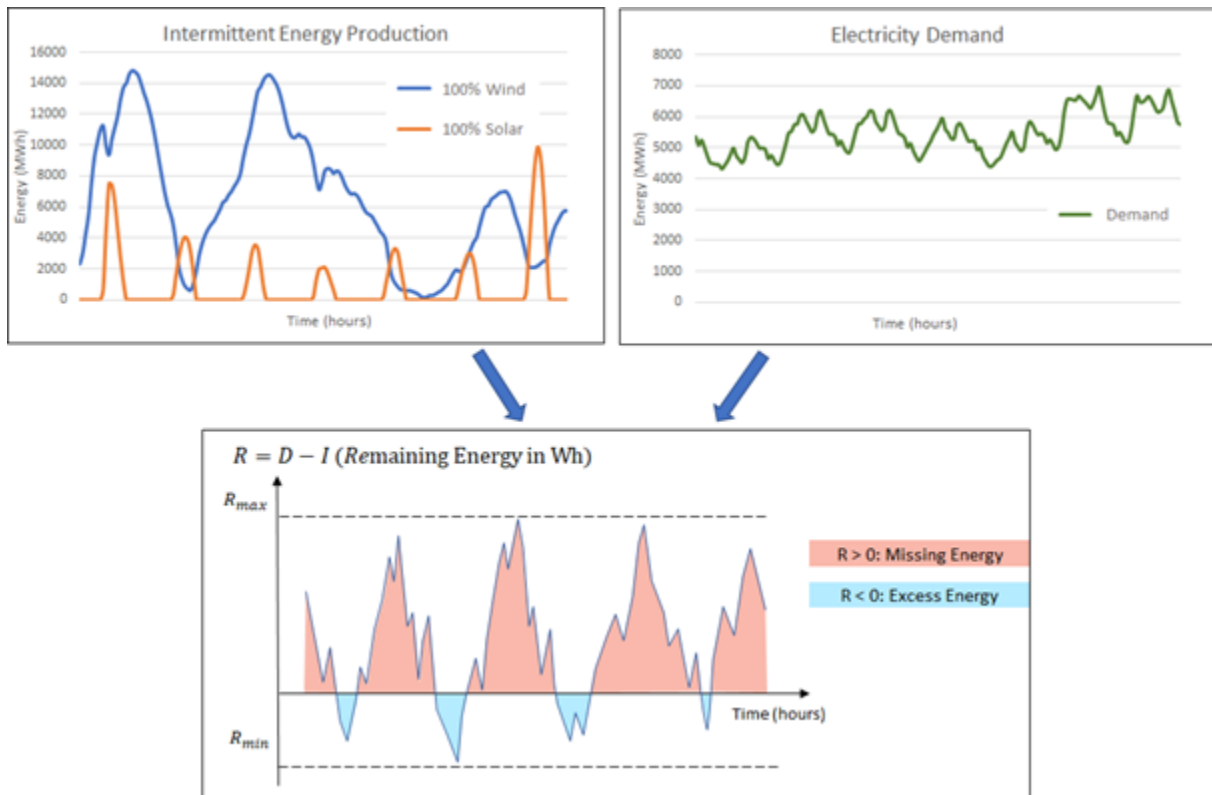 Intermittent Energy Production
16000
14000
12000
10000
8000
6000
4000
2000
0
Energy (MWh)
100% Wind
100% Solar
Time (hours)
Electricity Demand
8000
7000
6000
5000
4000
3000
2000
1000
0
Energy (MWh)
Demand
Time (hours)
R = D − I (Remaining Energy in Wh)
Rmax
Rmin
R > 0: Missing Energy
R < 0: Excess Energy
Time (hours)